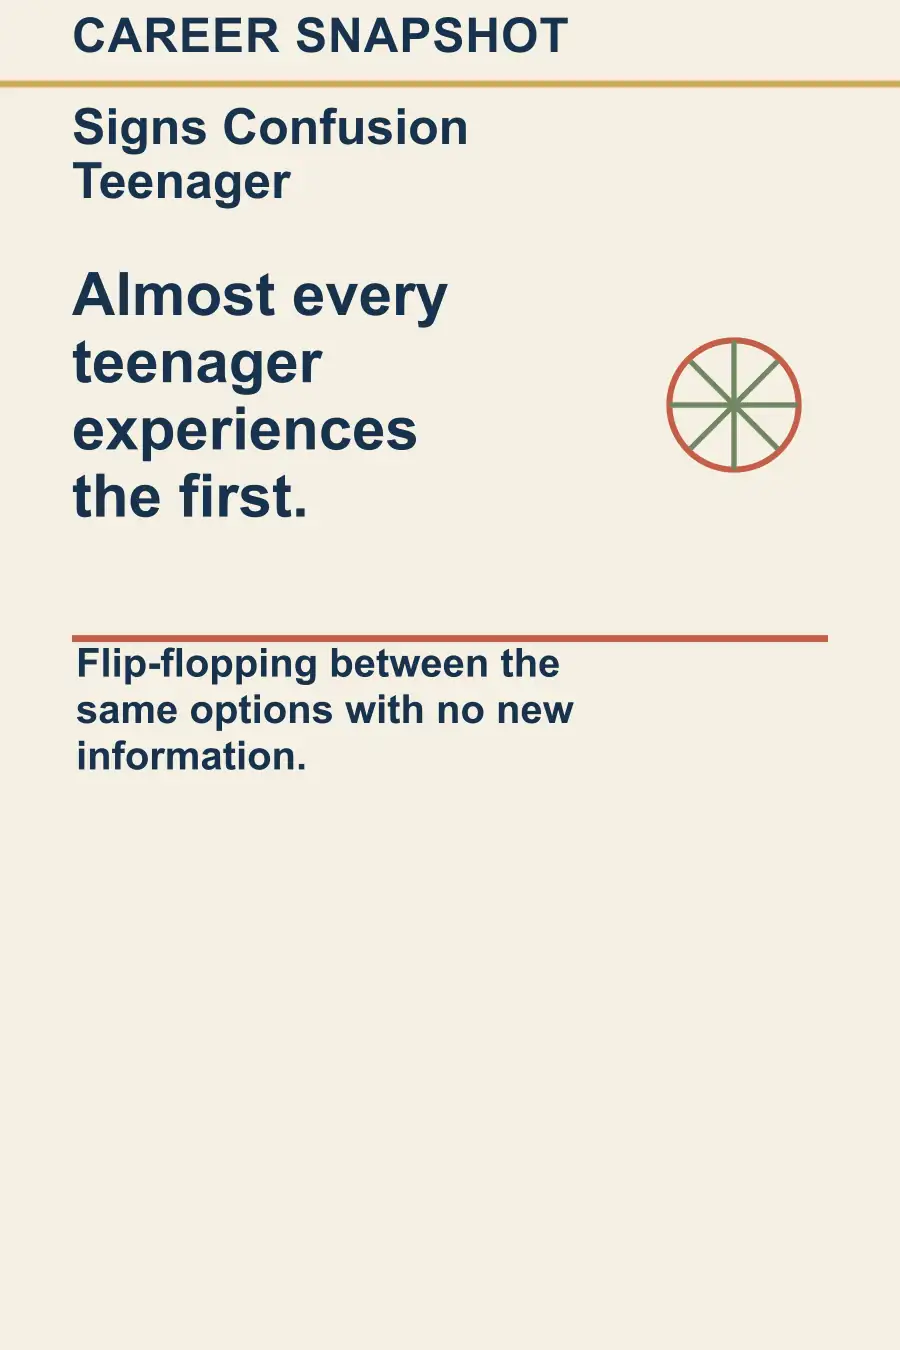 CAREER SNAPSHOT
Signs Confusion
Teenager
Almost every
teenager
experiences
the first.
Flip-flopping between the
same options with no new
information.